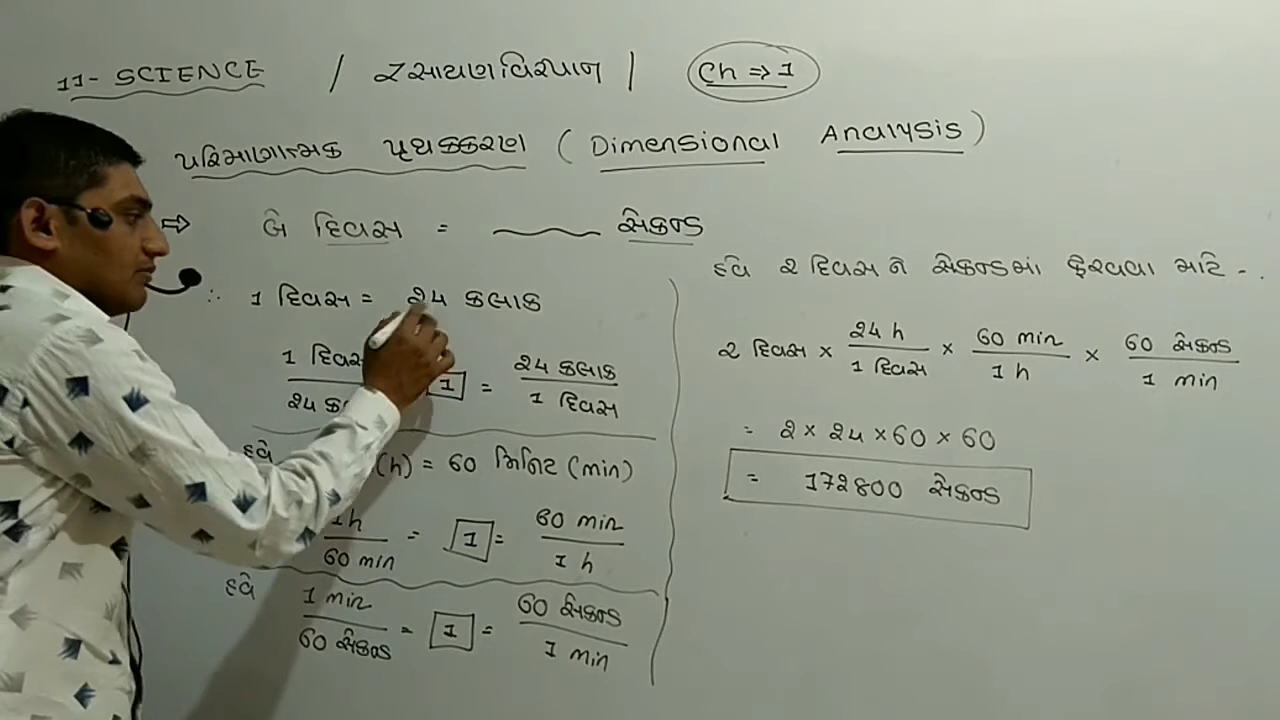 11- SCIENCE / રસાયણવિજ્ઞાન | Ch ⇒ 1
પરિમાણાત્મક પૃથક્કરણ ( Dimensional Analysis )
⇒ બે દિવસ = ______ સેકન્ડ
∴ 1 દિવસ = 24 કલાક
1 દિવસ
24 ક
1 = 24 કલાક / 1 દિવસ
હવે (h) = 60 મિનિટ (min)
1h / 60 min = 1 = 60 min / 1 h
હવે 1 min / 60 સેકન્ડ = 1 = 60 સેકન્ડ / 1 min
હવે 2 દિવસ ને સેકન્ડમાં ફેરવવા માટે - .
2 દિવસ × 24 h / 1 દિવસ × 60 min / 1 h × 60 સેકન્ડ / 1 min
= 2 × 24 × 60 × 60
= 172800 સેકન્ડ